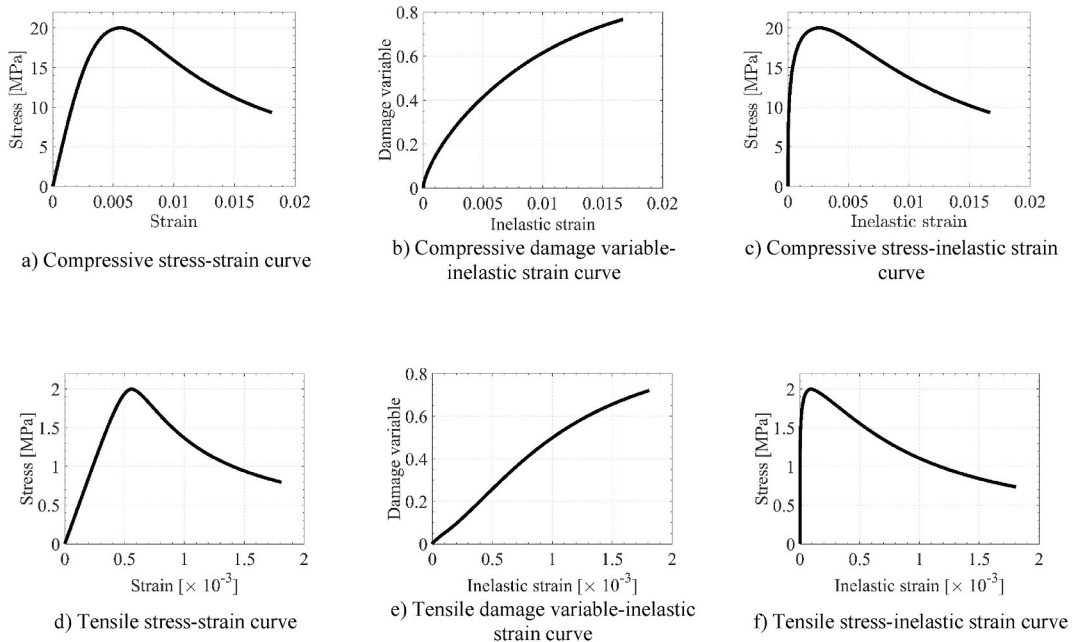 Stress [MPa]
20
15
10
5
0
0 0.005 0.01 0.015 0.02
Strain
a) Compressive stress-strain curve
Damage variable
0.8
0.6
0.4
0.2
0
0 0.005 0.01 0.015 0.02
Inelastic strain
b) Compressive damage variable-
inelastic strain curve
Stress [MPa]
20
15
10
5
0
0 0.005 0.01 0.015 0.02
Inelastic strain
c) Compressive stress-inelastic strain
curve
Stress [MPa]
2
1.5
1
0.5
0
0 0.5 1 1.5 2
Strain [× 10⁻³]
d) Tensile stress-strain curve
Damage variable
0.8
0.6
0.4
0.2
0
0 0.5 1 1.5 2
Inelastic strain [× 10⁻³]
e) Tensile damage variable-inelastic
strain curve
Stress [MPa]
2
1.5
1
0.5
0
0 0.5 1 1.5 2
Inelastic strain [× 10⁻³]
f) Tensile stress-inelastic strain curve